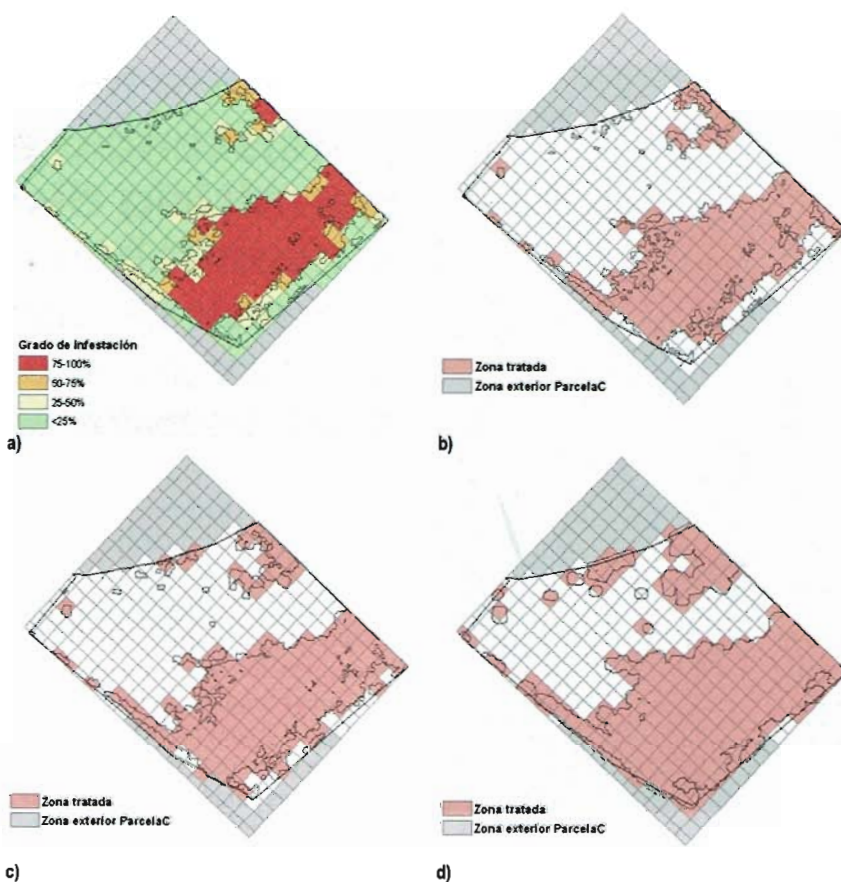 Grado de infestación
75-100%
50-75%
25-50%
<25%
a)
Zona tratada
Zona exterior ParcelaC
b)
Zona tratada
Zona exterior ParcelaC
c)
Zona tratada
Zona exterior ParcelaC
d)